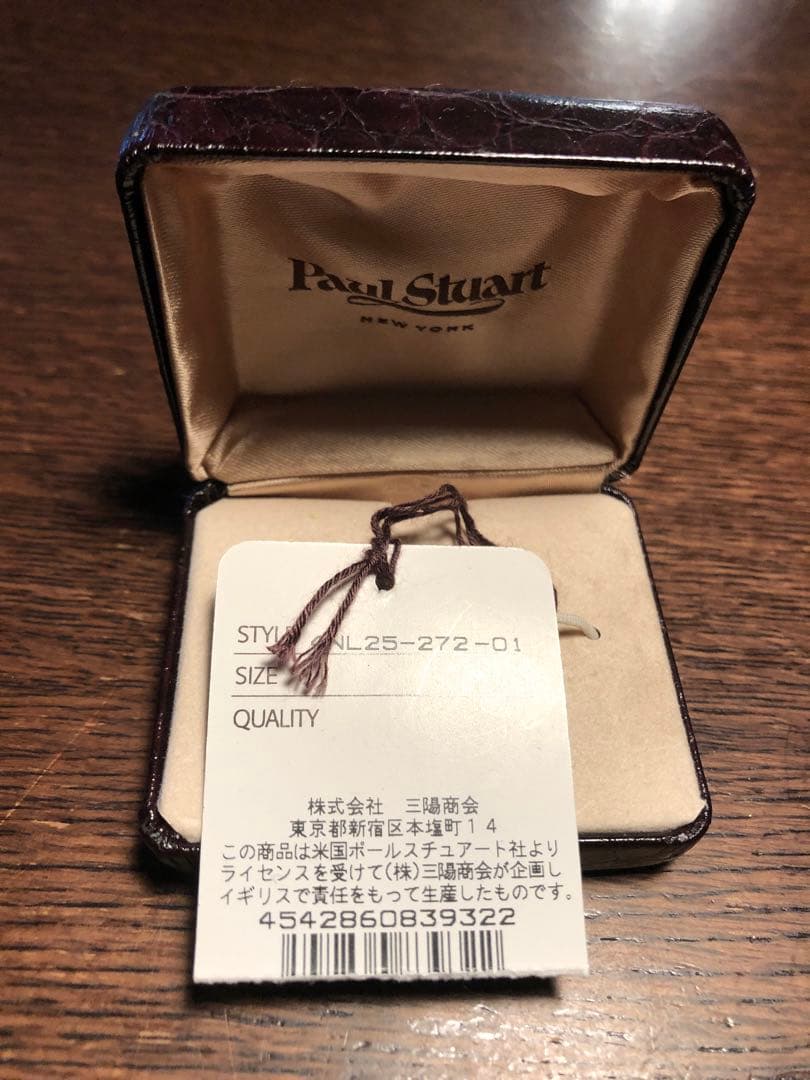 Paul Stuart
NEW YORK
STYLE NL25-272-01
SIZE
QUALITY
株式会社 三陽商会
東京都新宿区本塩町14
この商品は米国ポールスチュアート社より
ライセンスを受けて(株)三陽商会が企画し
イギリスで責任をもって生産したものです。
4542860839322